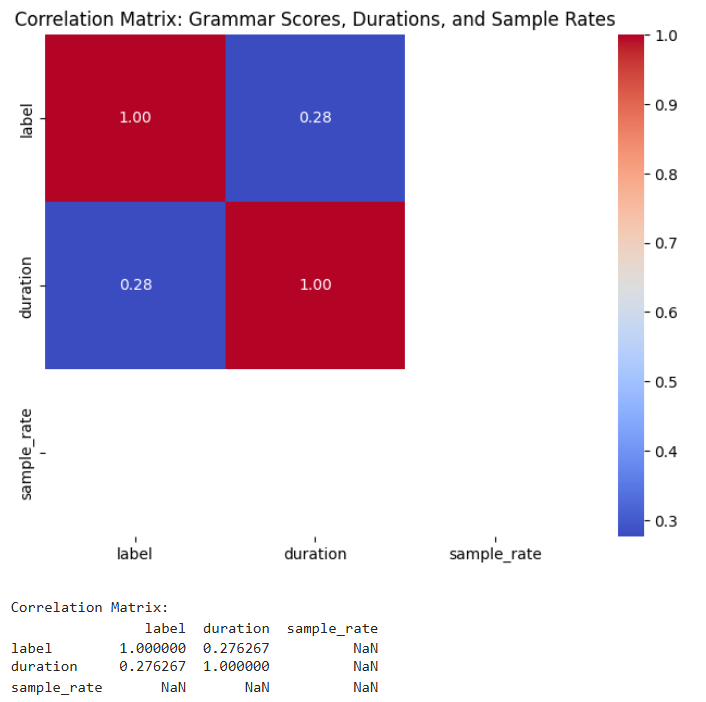 Correlation Matrix: Grammar Scores, Durations, and Sample Rates
1.0
label 1.00 0.28
0.9
0.8
0.7
duration 0.28 1.00
0.6
0.5
sample_rate
0.4
0.3
label duration sample_rate
Correlation Matrix:
label duration sample_rate
label 1.000000 0.276267 NaN
duration 0.276267 1.000000 NaN
sample_rate NaN NaN NaN